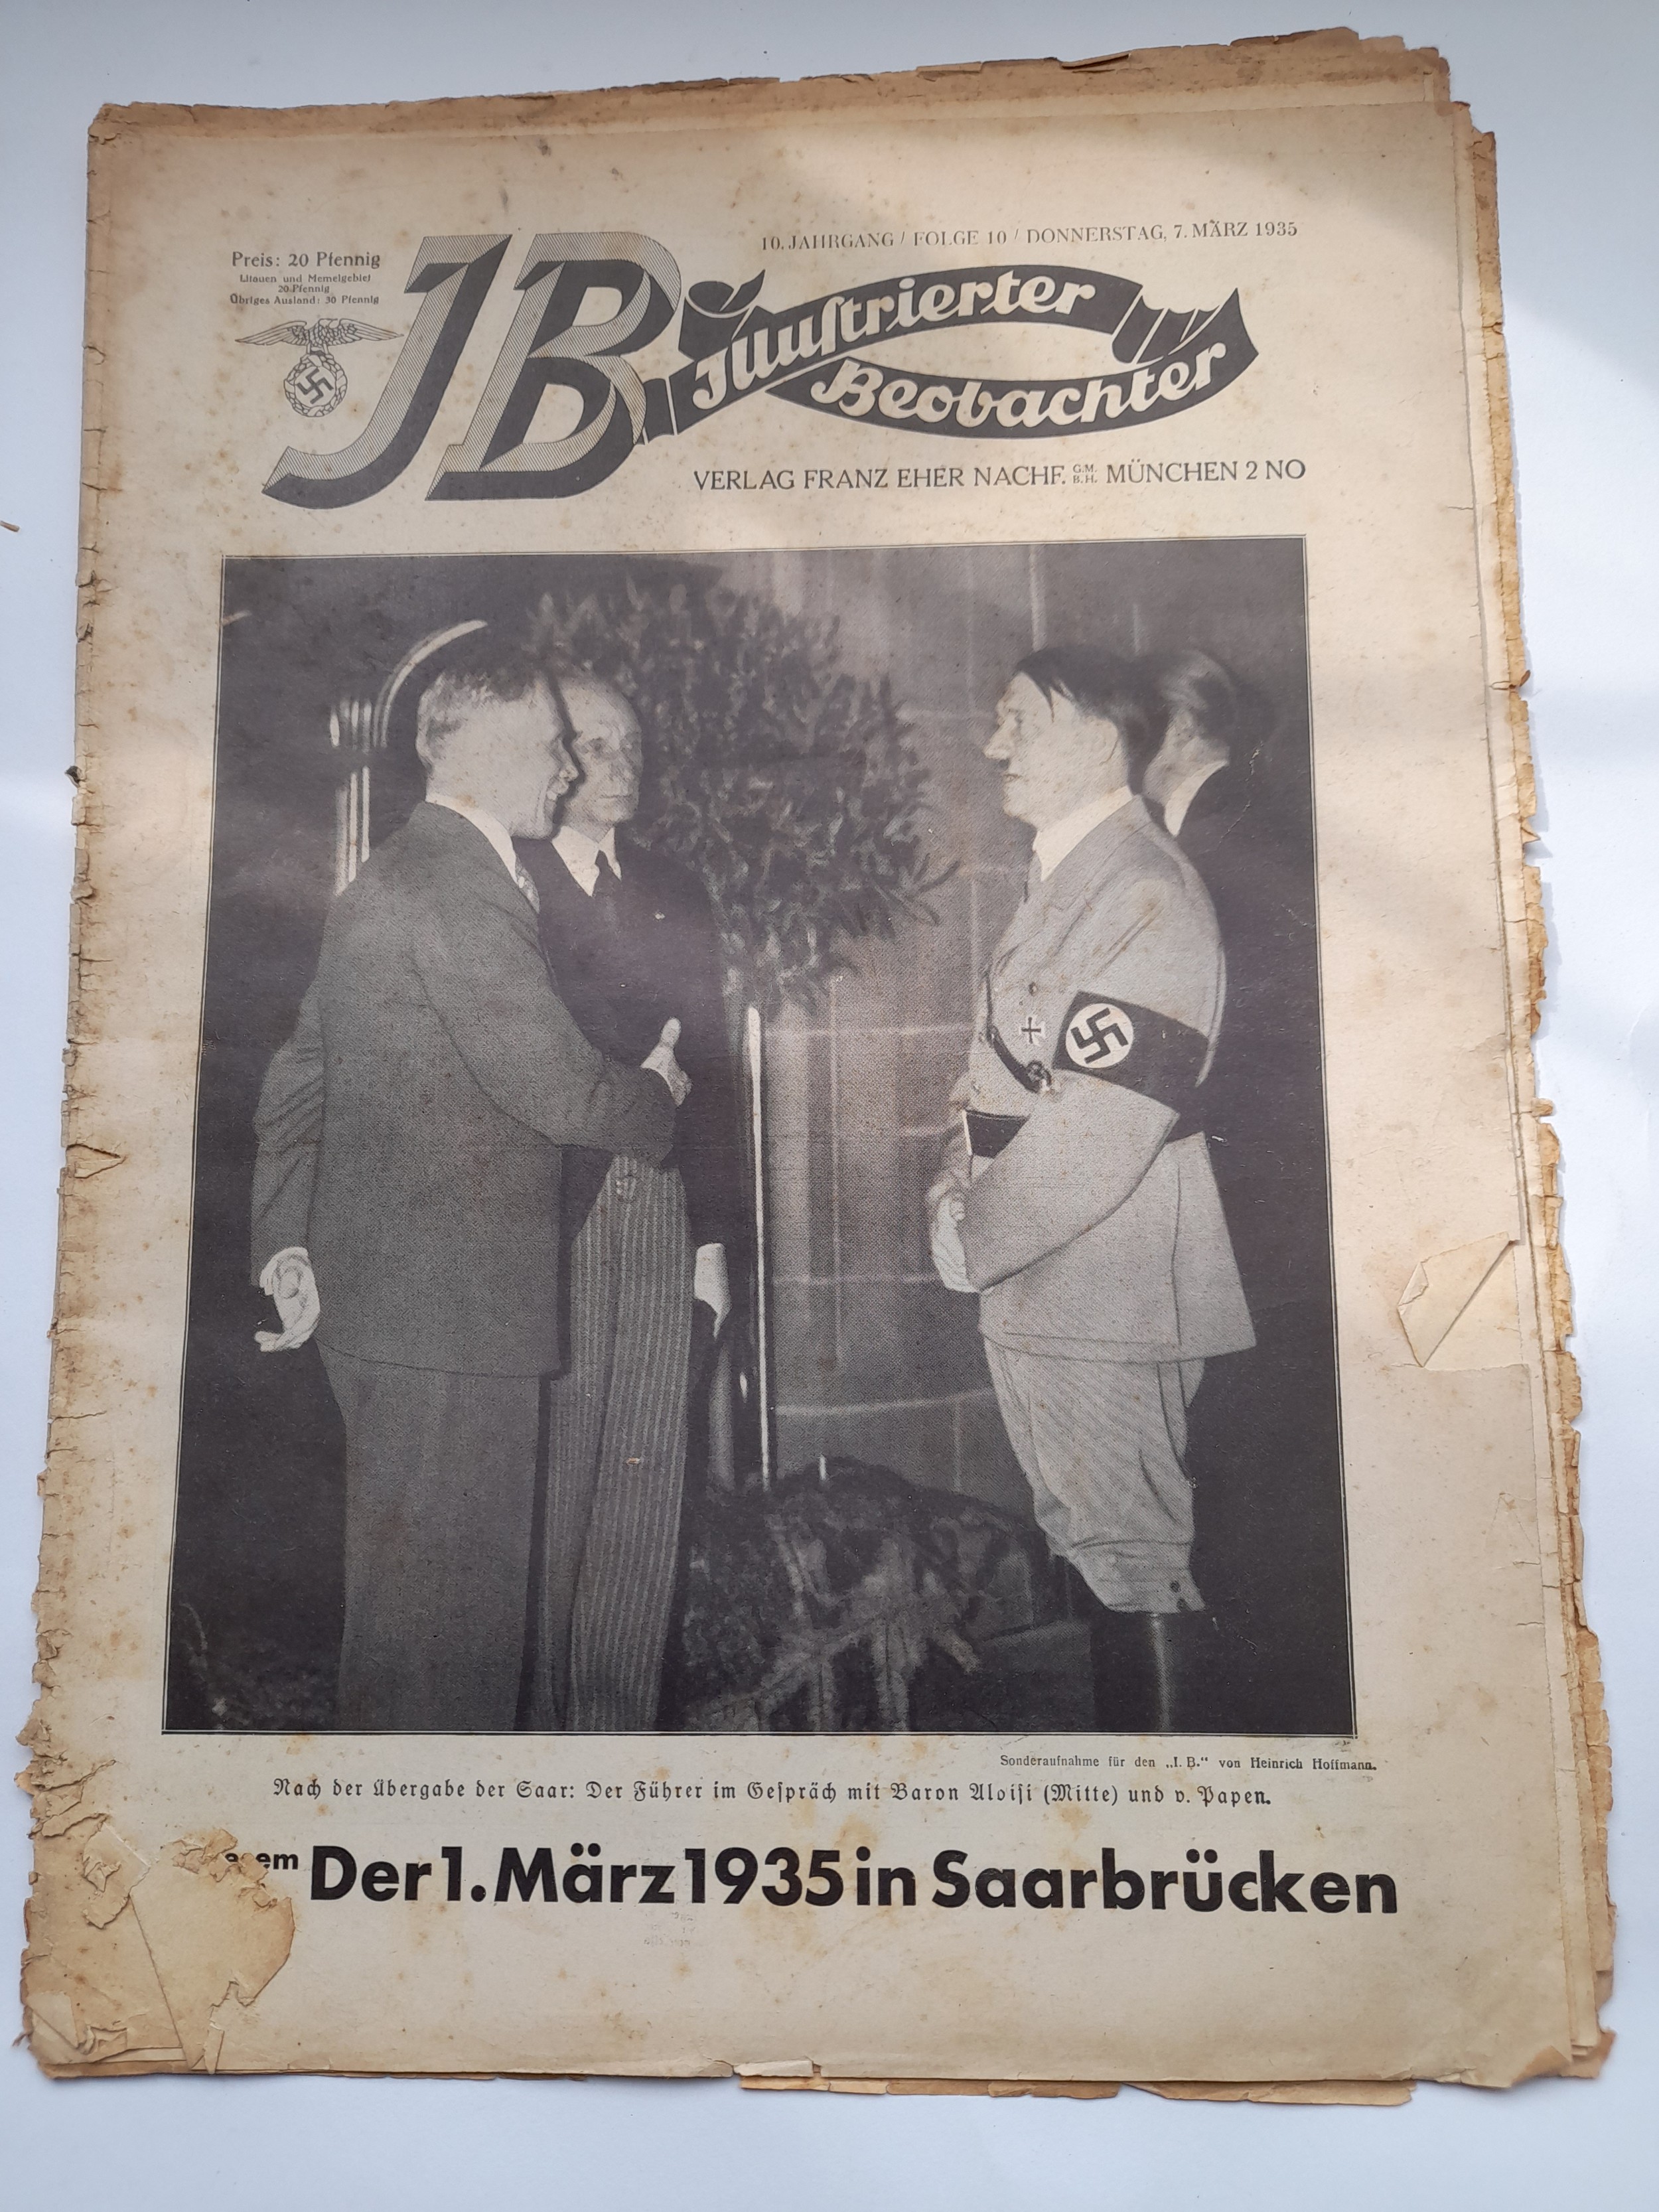 10. JAHRGANG / FOLGE 10 / DONNERSTAG, 7. MÄRZ 1935
Preis: 20 Pfennig
Litauen und Memelgebiet
20 Pfennig
Übriges Ausland: 30 Pfennig
JB
Illustrierter
Beobachter
VERLAG FRANZ EHER NACHF. G.M.B.H. MÜNCHEN 2 NO
Sonderaufnahme für den „I. B.“ von Heinrich Hoffmann.
Nach der Übergabe der Saar: Der Führer im Gespräch mit Baron Aloisi (Mitte) und v. Papen.
Der 1. März 1935 in Saarbrücken